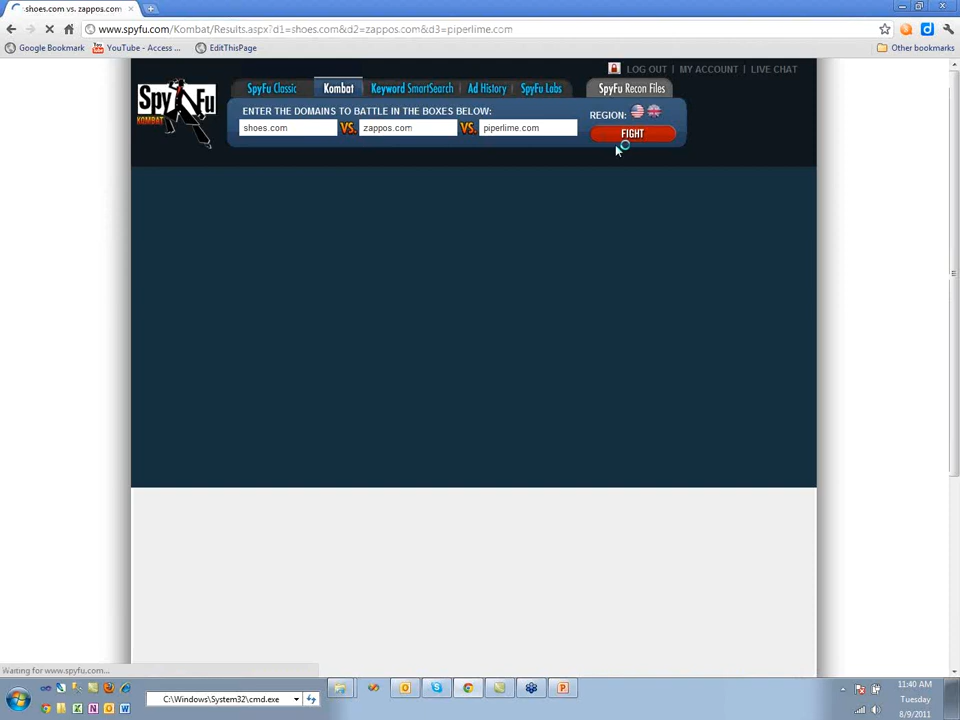 shoes.com vs. zappos.com
www.spyfu.com/Kombat/Results.aspx?d1=shoes.com&d2=zappos.com&d3=piperlime.com
Google Bookmark
YouTube - Access ...
EditThisPage
Other bookmarks
LOG OUT | MY ACCOUNT | LIVE CHAT
SpyFu KOMBAT
SpyFu Classic
Kombat
Keyword SmartSearch
Ad History
SpyFu Labs
SpyFu Recon Files
ENTER THE DOMAINS TO BATTLE IN THE BOXES BELOW:
REGION:
shoes.com VS. zappos.com VS. piperlime.com
FIGHT
Waiting for www.spyfu.com...
C:\Windows\System32\cmd.exe
11:40 AM
Tuesday
8/9/2011